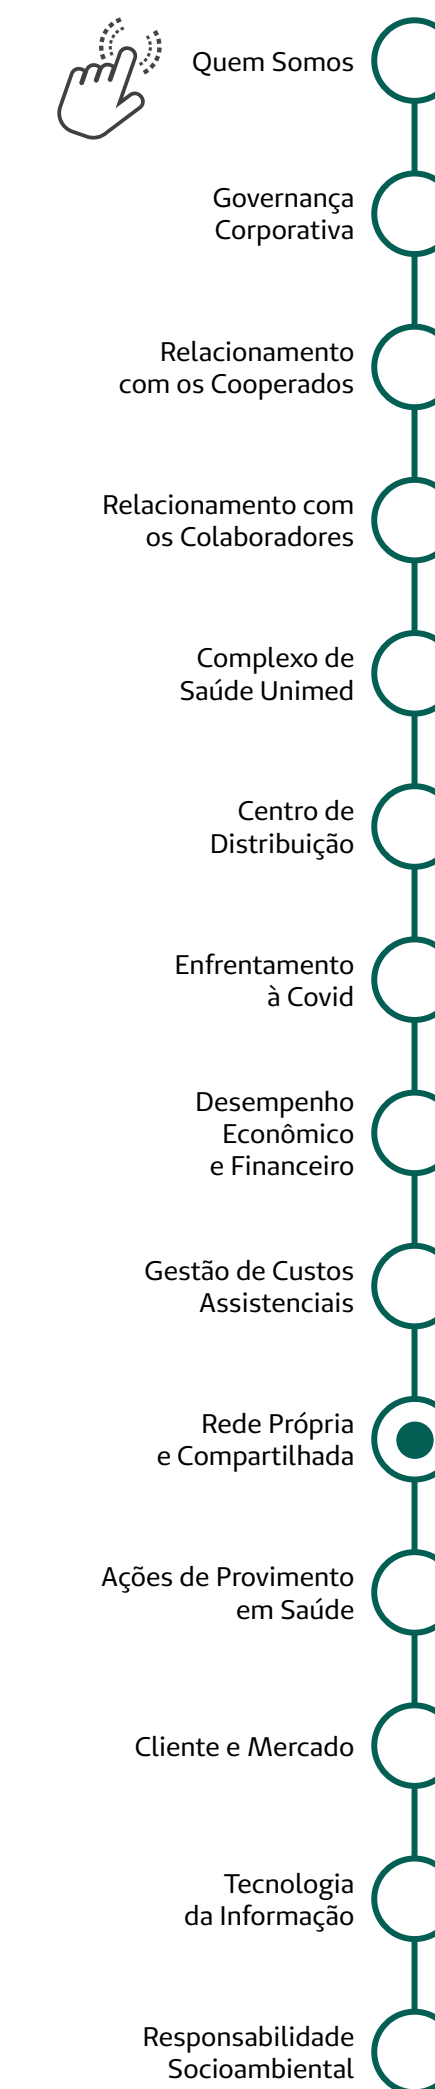 Quem Somos
Governança
Corporativa
Relacionamento
com os Cooperados
Relacionamento com
os Colaboradores
Complexo de
Saúde Unimed
Centro de
Distribuição
Enfrentamento
à Covid
Desempenho
Econômico
e Financeiro
Gestão de Custos
Assistenciais
Rede Própria
e Compartilhada
Ações de Provimento
em Saúde
Cliente e Mercado
Tecnologia
da Informação
Responsabilidade
Socioambiental